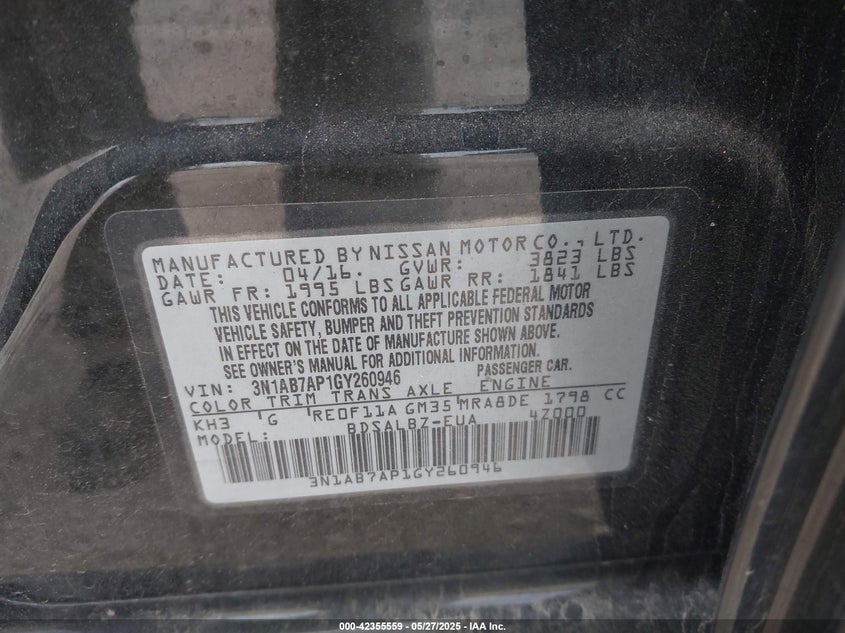 MANUFACTURED BY NISSAN MOTOR CO., LTD.
DATE: 04/16. GVWR: 3823 LBS
GAWR FR: 1995 LBS GAWR RR: 1841 LBS
THIS VEHICLE CONFORMS TO ALL APPLICABLE FEDERAL MOTOR
VEHICLE SAFETY, BUMPER AND THEFT PREVENTION STANDARDS
IN EFFECT ON THE DATE OF MANUFACTURE SHOWN ABOVE.
SEE OWNER'S MANUAL FOR ADDITIONAL INFORMATION.
VIN: 3N1AB7AP1GY260946 PASSENGER CAR.
COLOR TRIM TRANS AXLE ENGINE
KH3 G RE0F11A GM35 MRA8DE 1798 CC
MODEL: BDSALBZ-EUA 4Z000
3N1AB7AP1GY260946
000-42355559 — 05/27/2025 — IAA Inc.